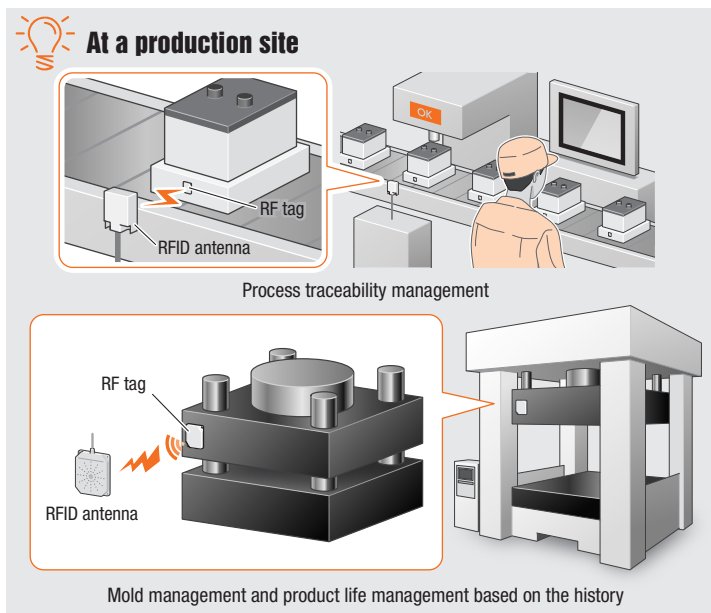 At a production site
OK
RF tag
RFID antenna
Process traceability management
RF tag
RFID antenna
Mold management and product life management based on the history